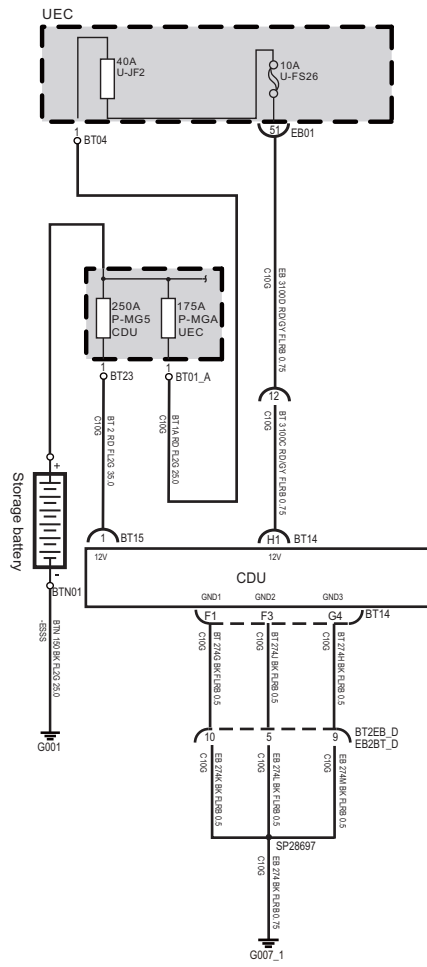 UEC
40A
U-JF2
10A
U-FS26
1
BT04
51
EB01
EB 3100D RD/GY FLRB 0.75
C10G
250A
P-MG5
CDU
175A
P-MGA
UEC
1
BT23
1
BT01_A
12
BT 2 RD FL2G 35.0
C10G
BT 1A RD FL2G 25.0
C10G
BT 3100C RD/GY FLRB 0.75
C10G
+
Storage battery
-
BTN01
1
BT15
H1
BT14
12V
12V
CDU
GND1
GND2
GND3
F1
F3
G4
BT14
BTN 150 BK FL2G 25.0
-ESSS
BT 274G BK FLRB 0.5
C10G
BT 274J BK FLRB 0.5
C10G
BT 274H BK FLRB 0.5
C10G
G001
10
5
9
BT2EB_D
EB2BT_D
EB 274K BK FLRB 0.5
C10G
EB 274L BK FLRB 0.5
C10G
EB 274M BK FLRB 0.5
C10G
SP28697
EB 274 BK FLRB 0.75
C10G
G007_1